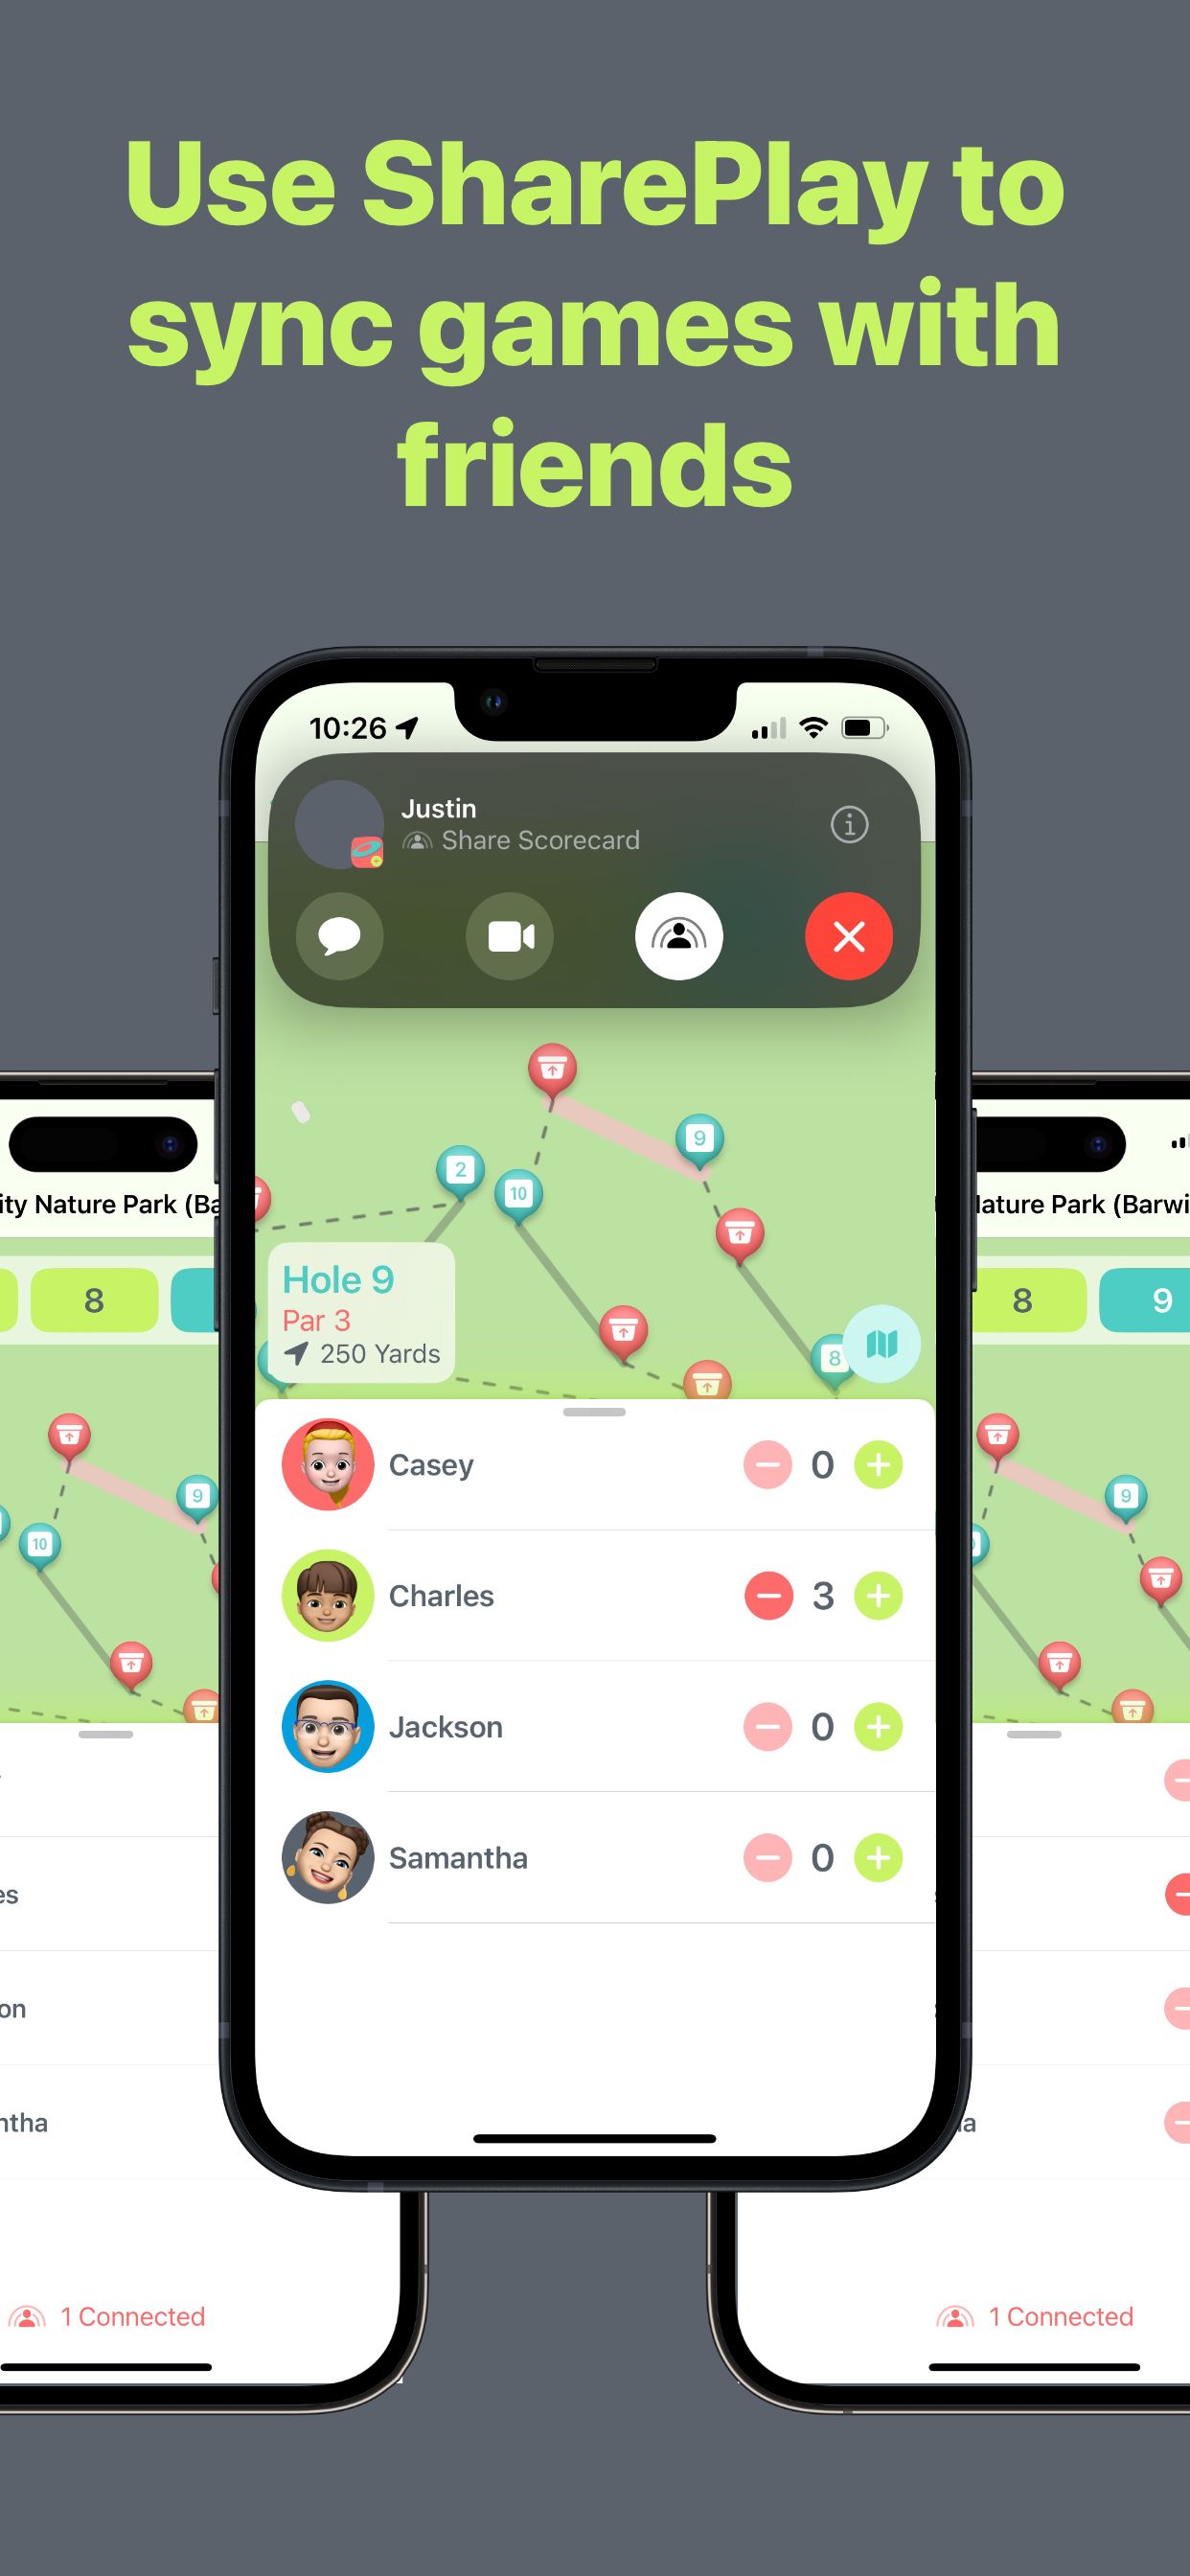 Use SharePlay to
sync games with
friends
10:26
Justin
Share Scorecard
9
2
10
Hole 9
Par 3
250 Yards
8
Casey
0
Charles
3
Jackson
0
Samantha
0
ity Nature Park (Ba
8
9
10
es
on
ntha
1 Connected
Nature Park (Barwi
8
9
9
1 Connected